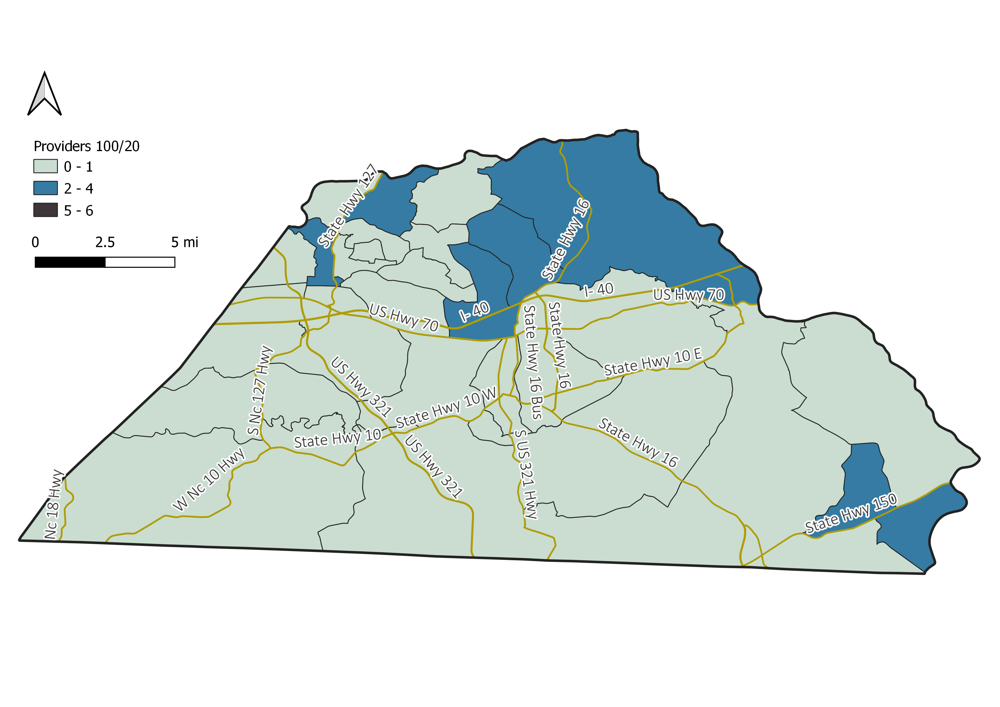 Providers 100/20
0 - 1
2 - 4
5 - 6
0 2.5 5 mi
State Hwy 127
State Hwy 16
I- 40
US Hwy 70
I- 40
US Hwy 70
State Hwy 16 Bus
State Hwy 16
State Hwy 10 E
S Nc 127 Hwy
US Hwy 321
State Hwy 10 W
State Hwy 10
US Hwy 321
S US 321 Hwy
State Hwy 16
W Nc 10 Hwy
Nc 18 Hwy
State Hwy 150